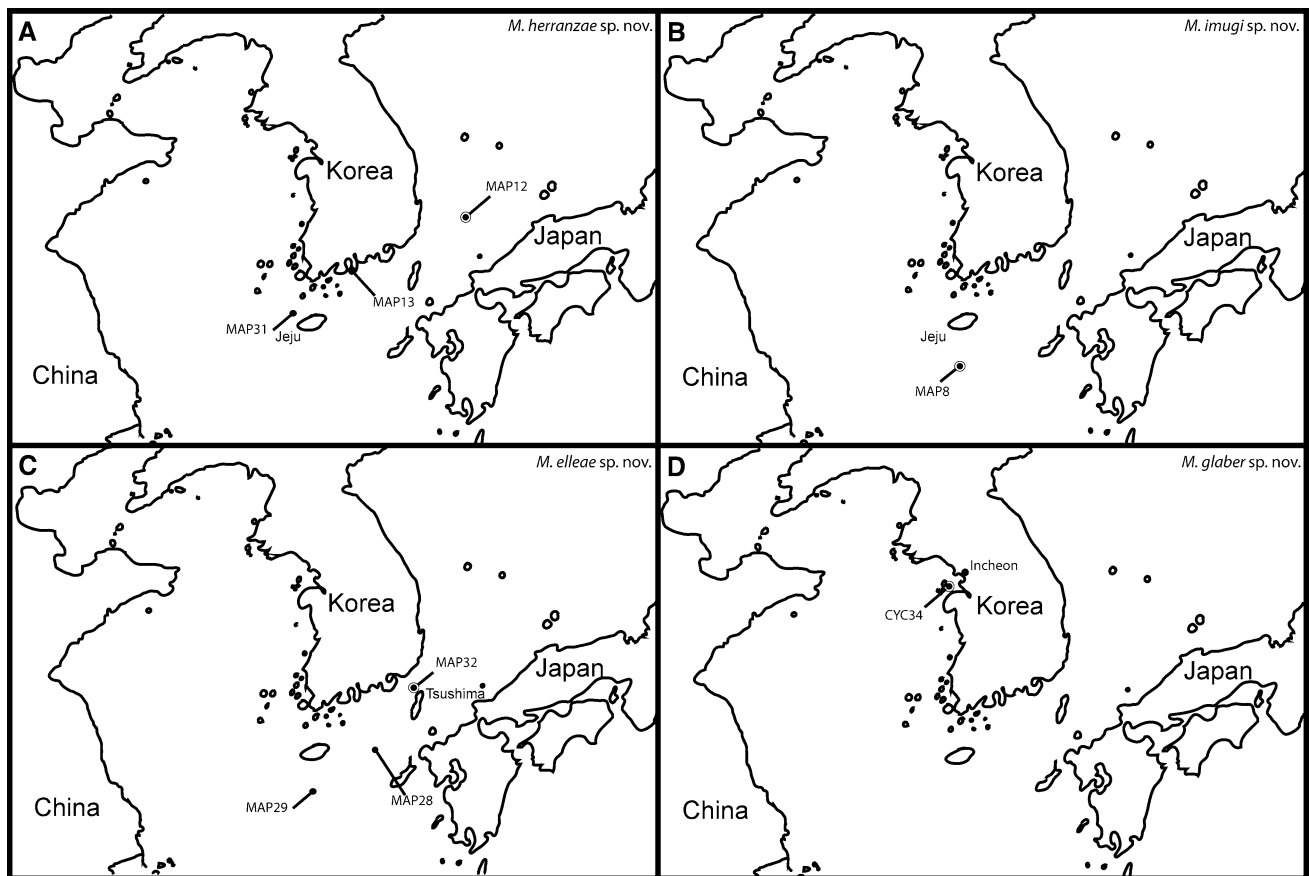 A
M. herranzae sp. nov.
Korea
MAP12
Japan
MAP13
MAP31
Jeju
China
B
M. imugi sp. nov.
Korea
Japan
Jeju
China
MAP8
C
M. elleae sp. nov.
Korea
MAP32
Japan
Tsushima
MAP28
MAP29
China
D
M. glaber sp. nov.
Incheon
CYC34
Korea
Japan
China